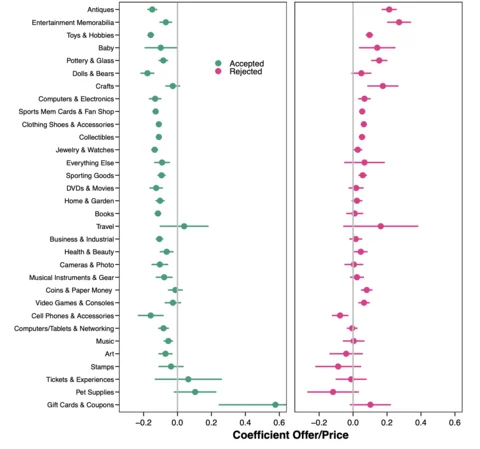 Antiques
Entertainment Memorabilia
Toys & Hobbies
Baby
Pottery & Glass
Dolls & Bears
Crafts
Computers & Electronics
Sports Mem Cards & Fan Shop
Clothing Shoes & Accessories
Collectibles
Jewelry & Watches
Everything Else
Sporting Goods
DVDs & Movies
Home & Garden
Books
Travel
Business & Industrial
Health & Beauty
Cameras & Photo
Musical Instruments & Gear
Coins & Paper Money
Video Games & Consoles
Cell Phones & Accessories
Computers/Tablets & Networking
Music
Art
Stamps
Tickets & Experiences
Pet Supplies
Gift Cards & Coupons
Accepted
Rejected
−0.2 0.0 0.2 0.4 0.6 −0.2 0.0 0.2 0.4 0.6
Coefficient Offer/Price